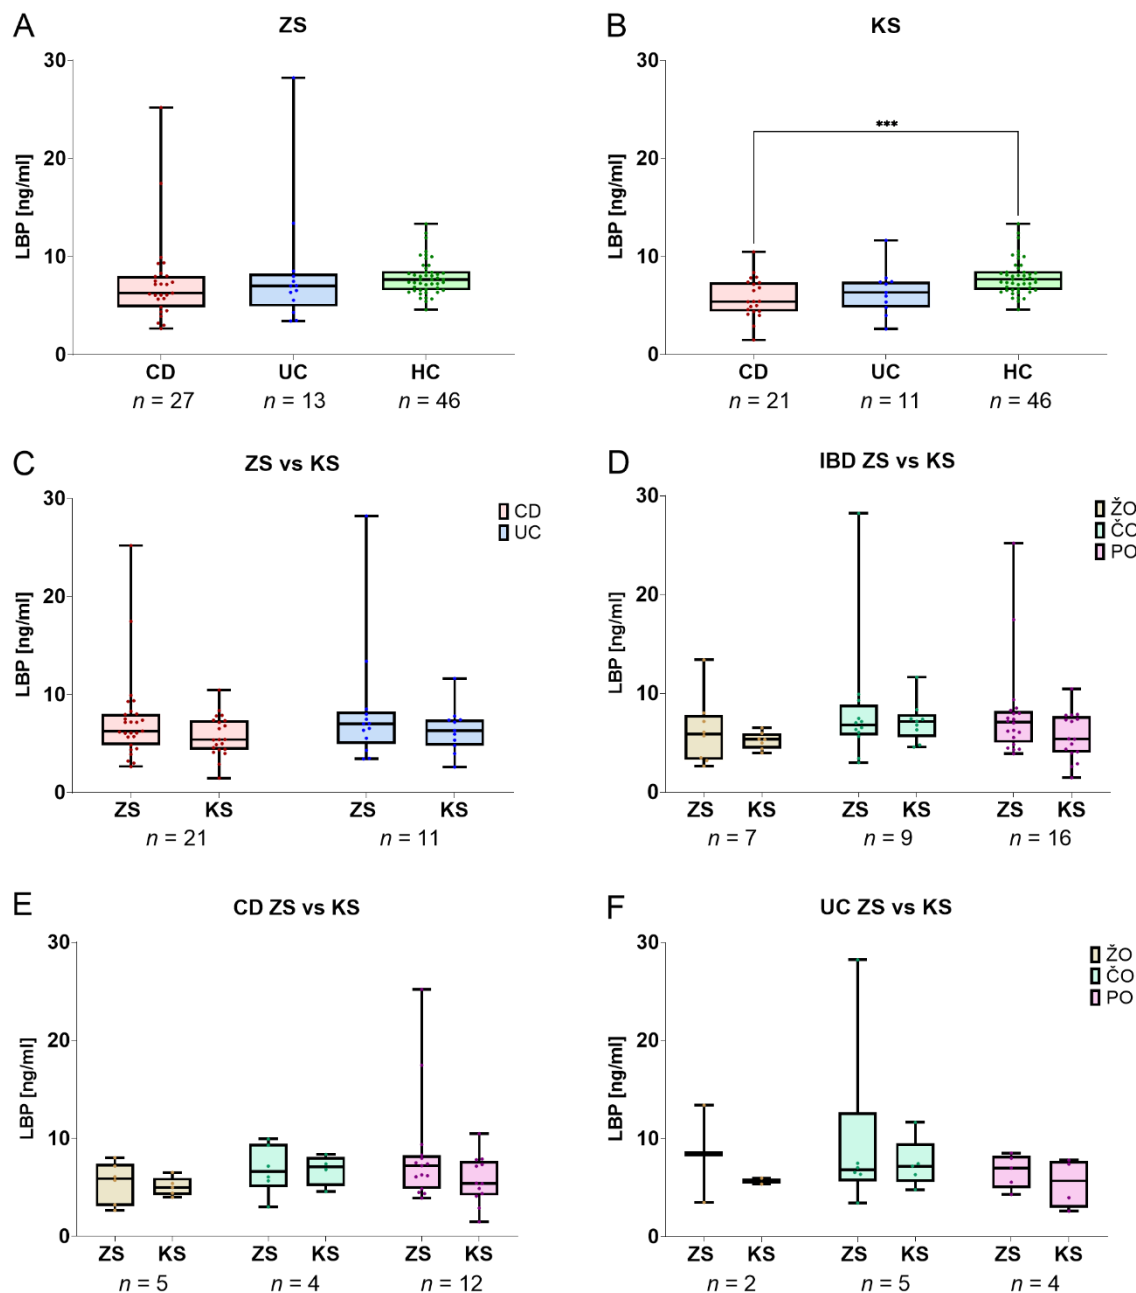 A
ZS
LBP [ng/ml]
30
20
10
0
CD
UC
HC
n = 27
n = 13
n = 46
B
KS
LBP [ng/ml]
30
20
10
0
***
CD
UC
HC
n = 21
n = 11
n = 46
C
ZS vs KS
LBP [ng/ml]
30
20
10
0
CD
UC
ZS
KS
ZS
KS
n = 21
n = 11
D
IBD ZS vs KS
LBP [ng/ml]
30
20
10
0
ŽO
ČO
PO
ZS
KS
ZS
KS
ZS
KS
n = 7
n = 9
n = 16
E
CD ZS vs KS
LBP [ng/ml]
30
20
10
0
ZS
KS
ZS
KS
ZS
KS
n = 5
n = 4
n = 12
F
UC ZS vs KS
LBP [ng/ml]
30
20
10
0
ŽO
ČO
PO
ZS
KS
ZS
KS
ZS
KS
n = 2
n = 5
n = 4